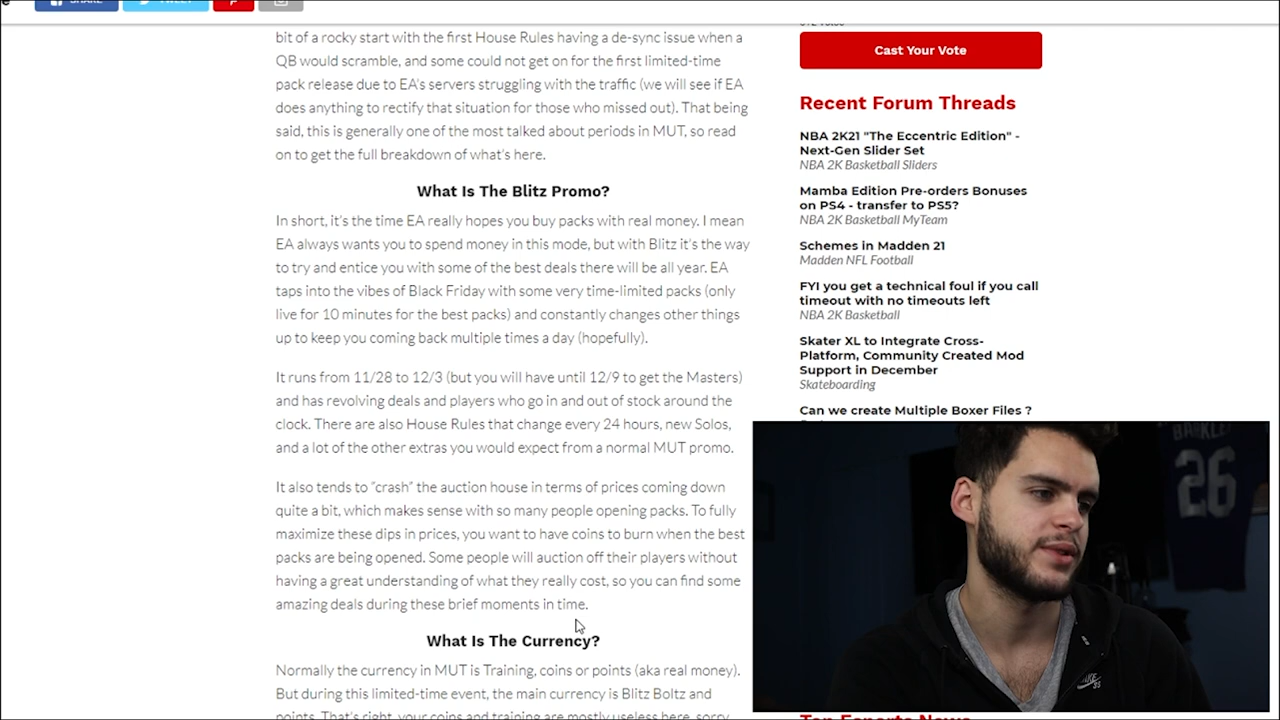 SHARE
TWEET
bit of a rocky start with the first House Rules having a de-sync issue when a
QB would scramble, and some could not get on for the first limited-time
pack release due to EA's servers struggling with the traffic (we will see if EA
does anything to rectify that situation for those who missed out). That being
said, this is generally one of the most talked about periods in MUT, so read
on to get the full breakdown of what's here.
What Is The Blitz Promo?
In short, it's the time EA really hopes you buy packs with real money. I mean
EA always wants you to spend money in this mode, but with Blitz it's the way
to try and entice you with some of the best deals there will be all year. EA
taps into the vibes of Black Friday with some very time-limited packs (only
live for 10 minutes for the best packs) and constantly changes other things
up to keep you coming back multiple times a day (hopefully).
It runs from 11/28 to 12/3 (but you will have until 12/9 to get the Masters)
and has revolving deals and players who go in and out of stock around the
clock. There are also House Rules that change every 24 hours, new Solos,
and a lot of the other extras you would expect from a normal MUT promo.
It also tends to "crash" the auction house in terms of prices coming down
quite a bit, which makes sense with so many people opening packs. To fully
maximize these dips in prices, you want to have coins to burn when the best
packs are being opened. Some people will auction off their players without
having a great understanding of what they really cost, so you can find some
amazing deals during these brief moments in time.
What Is The Currency?
Normally the currency in MUT is Training, coins or points (aka real money).
But during this limited-time event, the main currency is Blitz Boltz and
points. That's right, your coins and training are mostly useless here, sorry
Cast Your Vote
Recent Forum Threads
NBA 2K21 "The Eccentric Edition" -
Next-Gen Slider Set
NBA 2K Basketball Sliders
Mamba Edition Pre-orders Bonuses
on PS4 - transfer to PS5?
NBA 2K Basketball MyTeam
Schemes in Madden 21
Madden NFL Football
FYI you get a technical foul if you call
timeout with no timeouts left
NBA 2K Basketball
Skater XL to Integrate Cross-
Platform, Community Created Mod
Support in December
Skateboarding
Can we create Multiple Boxer Files ?
BARKLEY
26
NIKE
Top Esports News